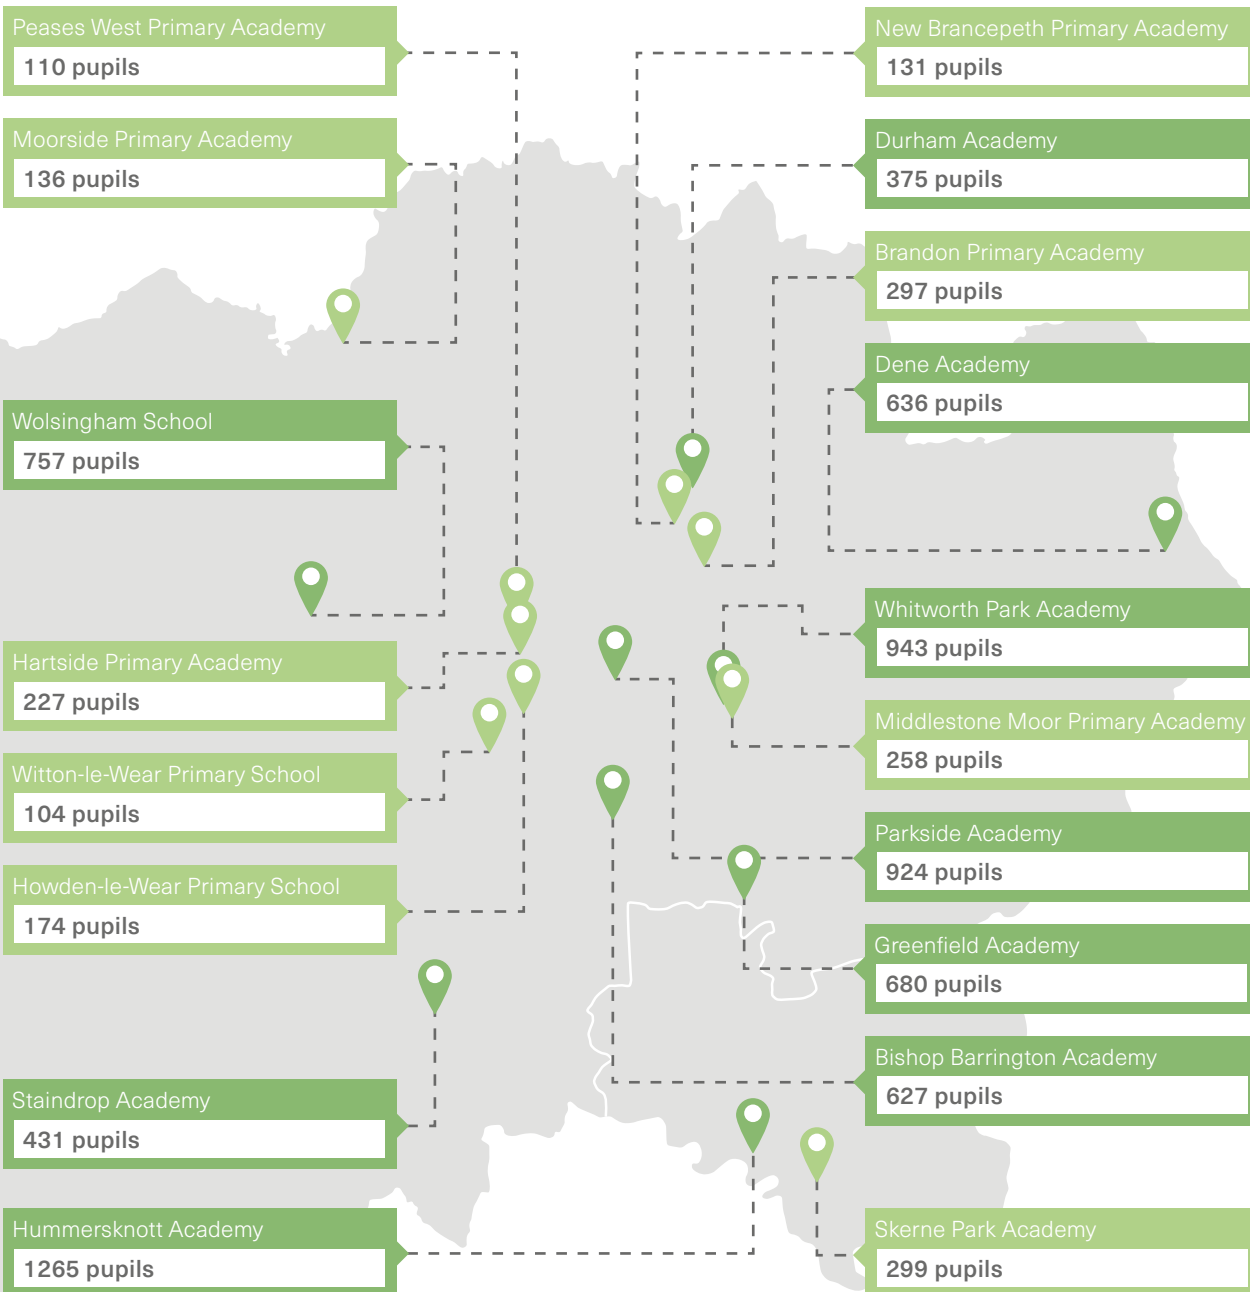 Peases West Primary Academy
110 pupils
Moorside Primary Academy
136 pupils
Wolsingham School
757 pupils
Hartside Primary Academy
227 pupils
Witton-le-Wear Primary School
104 pupils
Howden-le-Wear Primary School
174 pupils
Staindrop Academy
431 pupils
Hummersknott Academy
1265 pupils
New Brancepeth Primary Academy
131 pupils
Durham Academy
375 pupils
Brandon Primary Academy
297 pupils
Dene Academy
636 pupils
Whitworth Park Academy
943 pupils
Middlestone Moor Primary Academy
258 pupils
Parkside Academy
924 pupils
Greenfield Academy
680 pupils
Bishop Barrington Academy
627 pupils
Skerne Park Academy
299 pupils